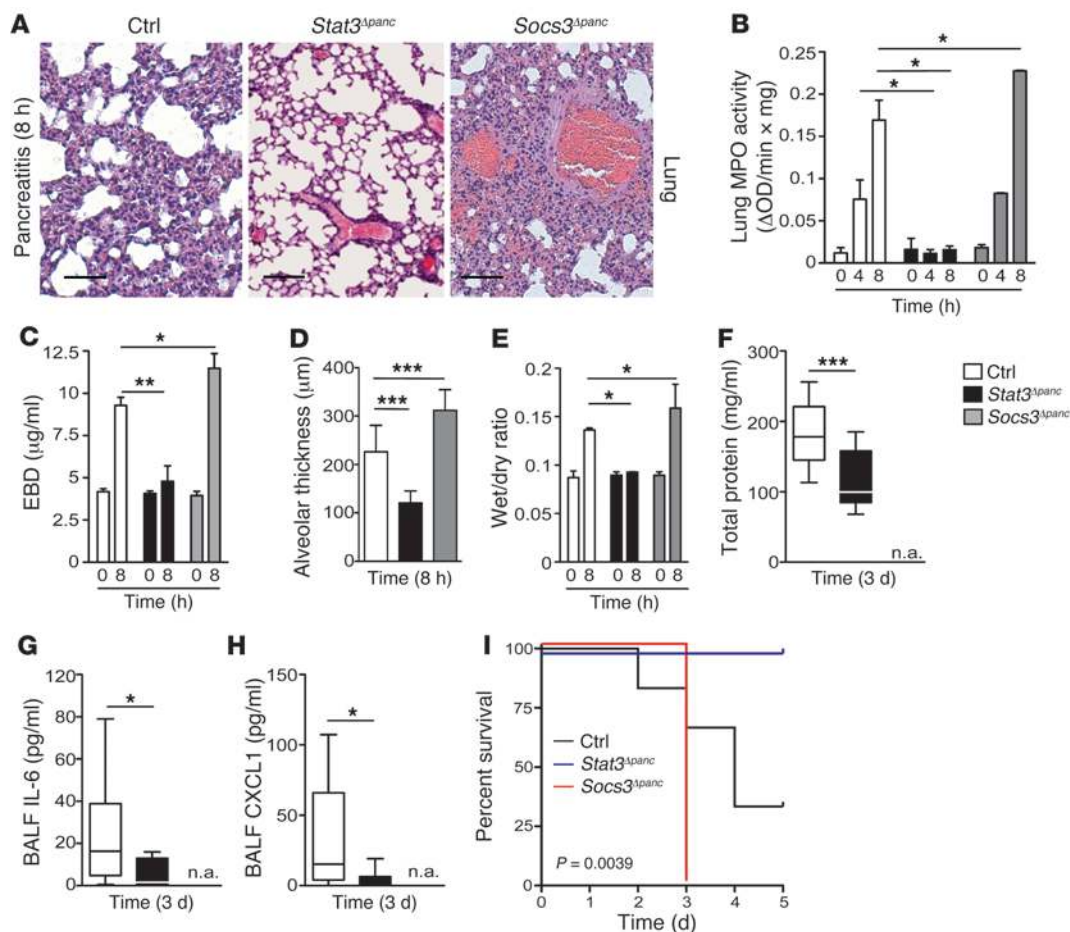 A
Ctrl
Stat3Δpanc
Socs3Δpanc
Pancreatitis (8 h)
Lung
B
*
*
*
0.25
0.20
0.15
0.10
0.05
0
Lung MPO activity
(ΔOD/min × mg)
0 4 8 0 4 8 0 4 8
Time (h)
C
*
**
12.5
10
7.5
5
2.5
0
EBD (μg/ml)
0 8 0 8 0 8
Time (h)
D
***
***
400
300
200
100
0
Alveolar thickness (μm)
Time (8 h)
E
*
*
0.20
0.15
0.1
0.05
0
Wet/dry ratio
0 8 0 8 0 8
Time (h)
F
***
300
200
100
0
Total protein (mg/ml)
n.a.
Time (3 d)
Ctrl
Stat3Δpanc
Socs3Δpanc
G
*
120
100
80
60
40
20
0
BALF IL-6 (pg/ml)
n.a.
Time (3 d)
H
*
150
100
50
0
BALF CXCL1 (pg/ml)
n.a.
Time (3 d)
I
100
75
50
25
0
Percent survival
Ctrl
Stat3Δpanc
Socs3Δpanc
P = 0.0039
0 1 2 3 4 5
Time (d)